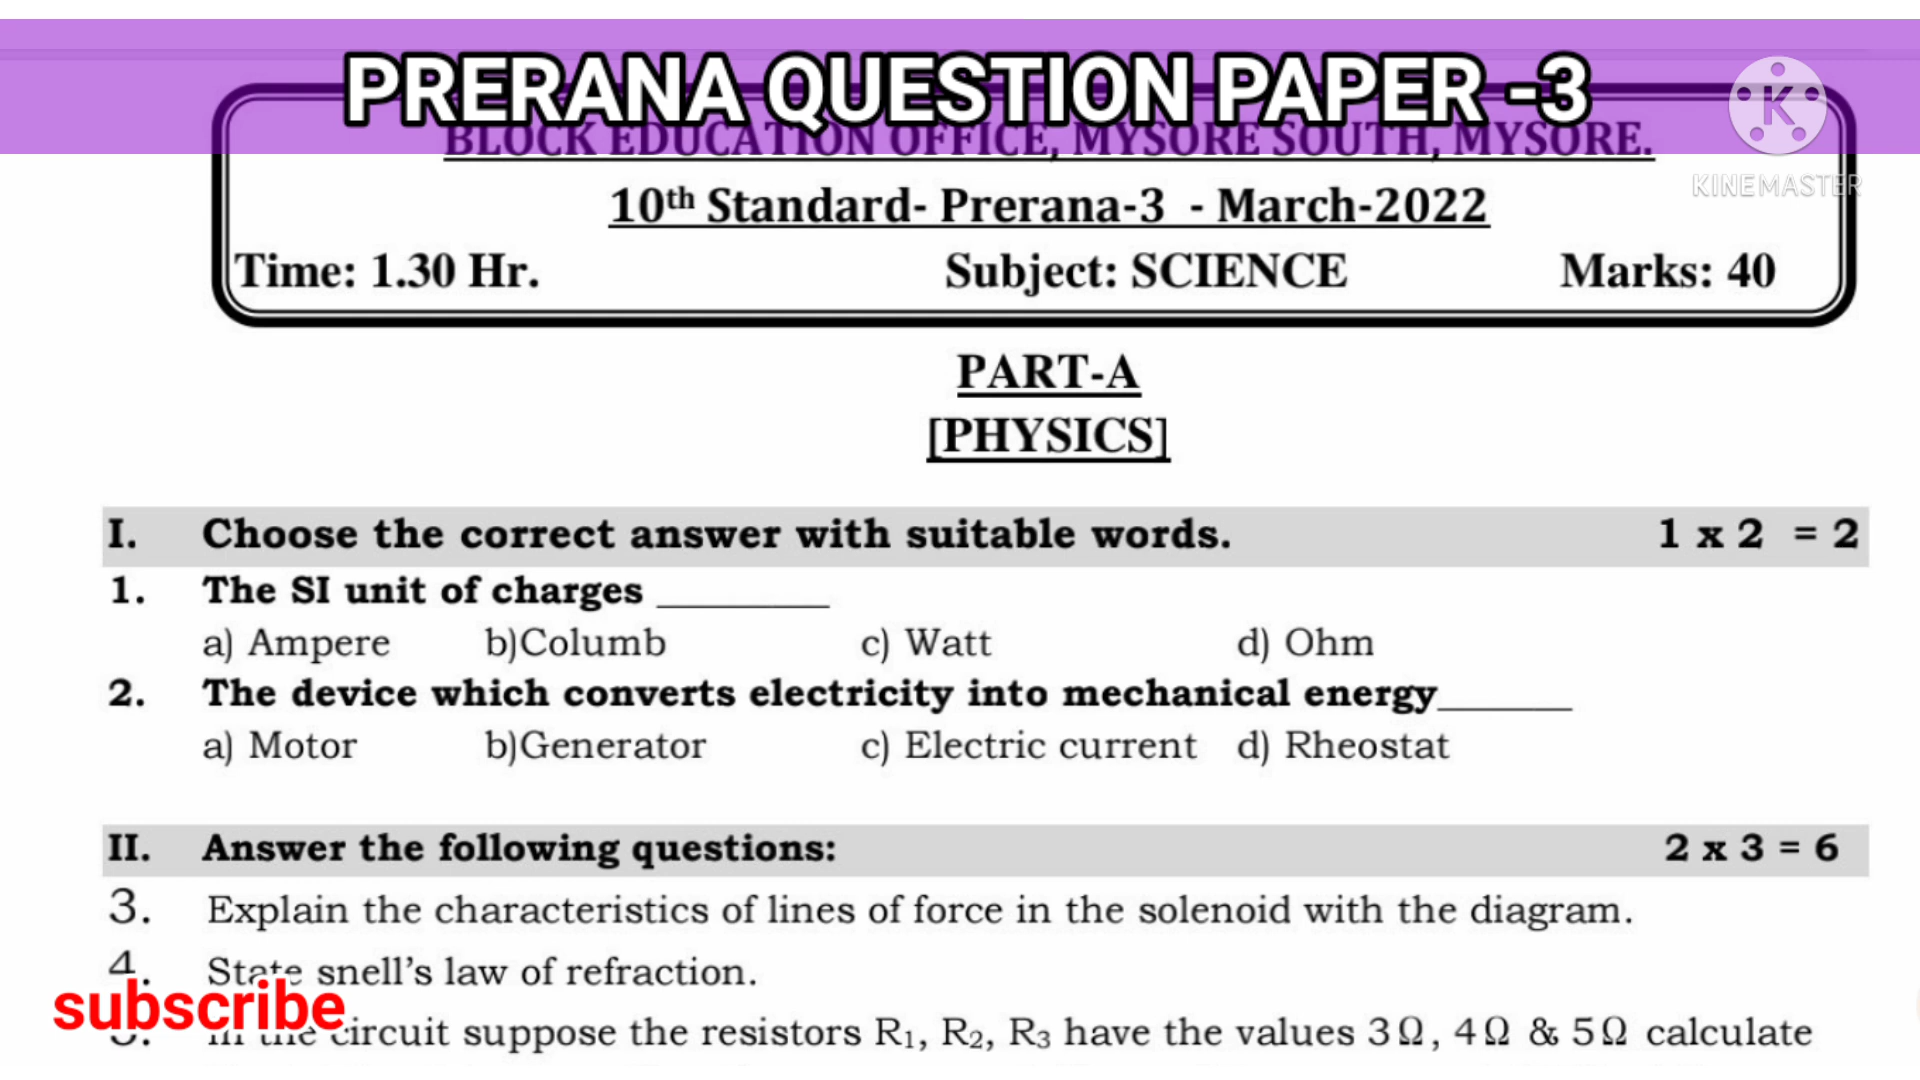 PRERANA QUESTION PAPER -3
BLOCK EDUCATION OFFICE, MYSORE SOUTH, MYSORE.
KINEMASTER
10th Standard- Prerana-3 - March-2022
Time: 1.30 Hr. Subject: SCIENCE Marks: 40
PART-A
[PHYSICS]
I. Choose the correct answer with suitable words. 1 x 2 = 2
1. The SI unit of charges ________
a) Ampere b)Columb c) Watt d) Ohm
2. The device which converts electricity into mechanical energy______
a) Motor b)Generator c) Electric current d) Rheostat
II. Answer the following questions: 2 x 3 = 6
3. Explain the characteristics of lines of force in the solenoid with the diagram.
4. State snell's law of refraction.
subscribe
circuit suppose the resistors R1, R2, R3 have the values 3Ω, 4Ω & 5Ω calculate